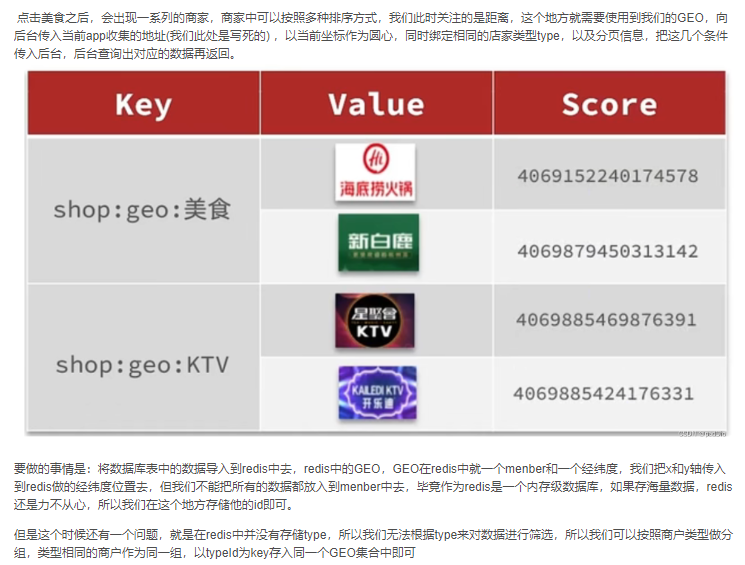 点击美食之后，会出现一系列的商家，商家中可以按照多种排序方式，我们此时关注的是距离，这个地方就需要使用到我们的GEO，向
后台传入当前app收集的地址(我们此处是写死的)，以当前坐标作为圆心，同时绑定相同的店家类型type，以及分页信息，把这几个条件
传入后台，后台查询出对应的数据再返回。
Key Value Score
shop:geo:美食
Hi
海底捞火锅
4069152240174578
新白鹿
4069879450313142
shop:geo:KTV
星聚會
KTV
4069885469876391
KAILEDI KTV
开乐迪
4069885424176331
要做的事情是：将数据库表中的数据导入到redis中去，redis中的GEO，GEO在redis中就一个menber和一个经纬度，我们把x和y轴传入
到redis做的经纬度位置去，但我们不能把所有的数据都放入到menber中去，毕竟作为redis是一个内存级数据库，如果存海量数据，redis
还是力不从心，所以我们在这个地方存储他的id即可。
但是这个时候还有一个问题，就是在redis中并没有存储type，所以我们无法根据type来对数据进行筛选，所以我们可以按照商户类型做分
组，类型相同的商户作为同一组，以typeId为key存入同一个GEO集合中即可